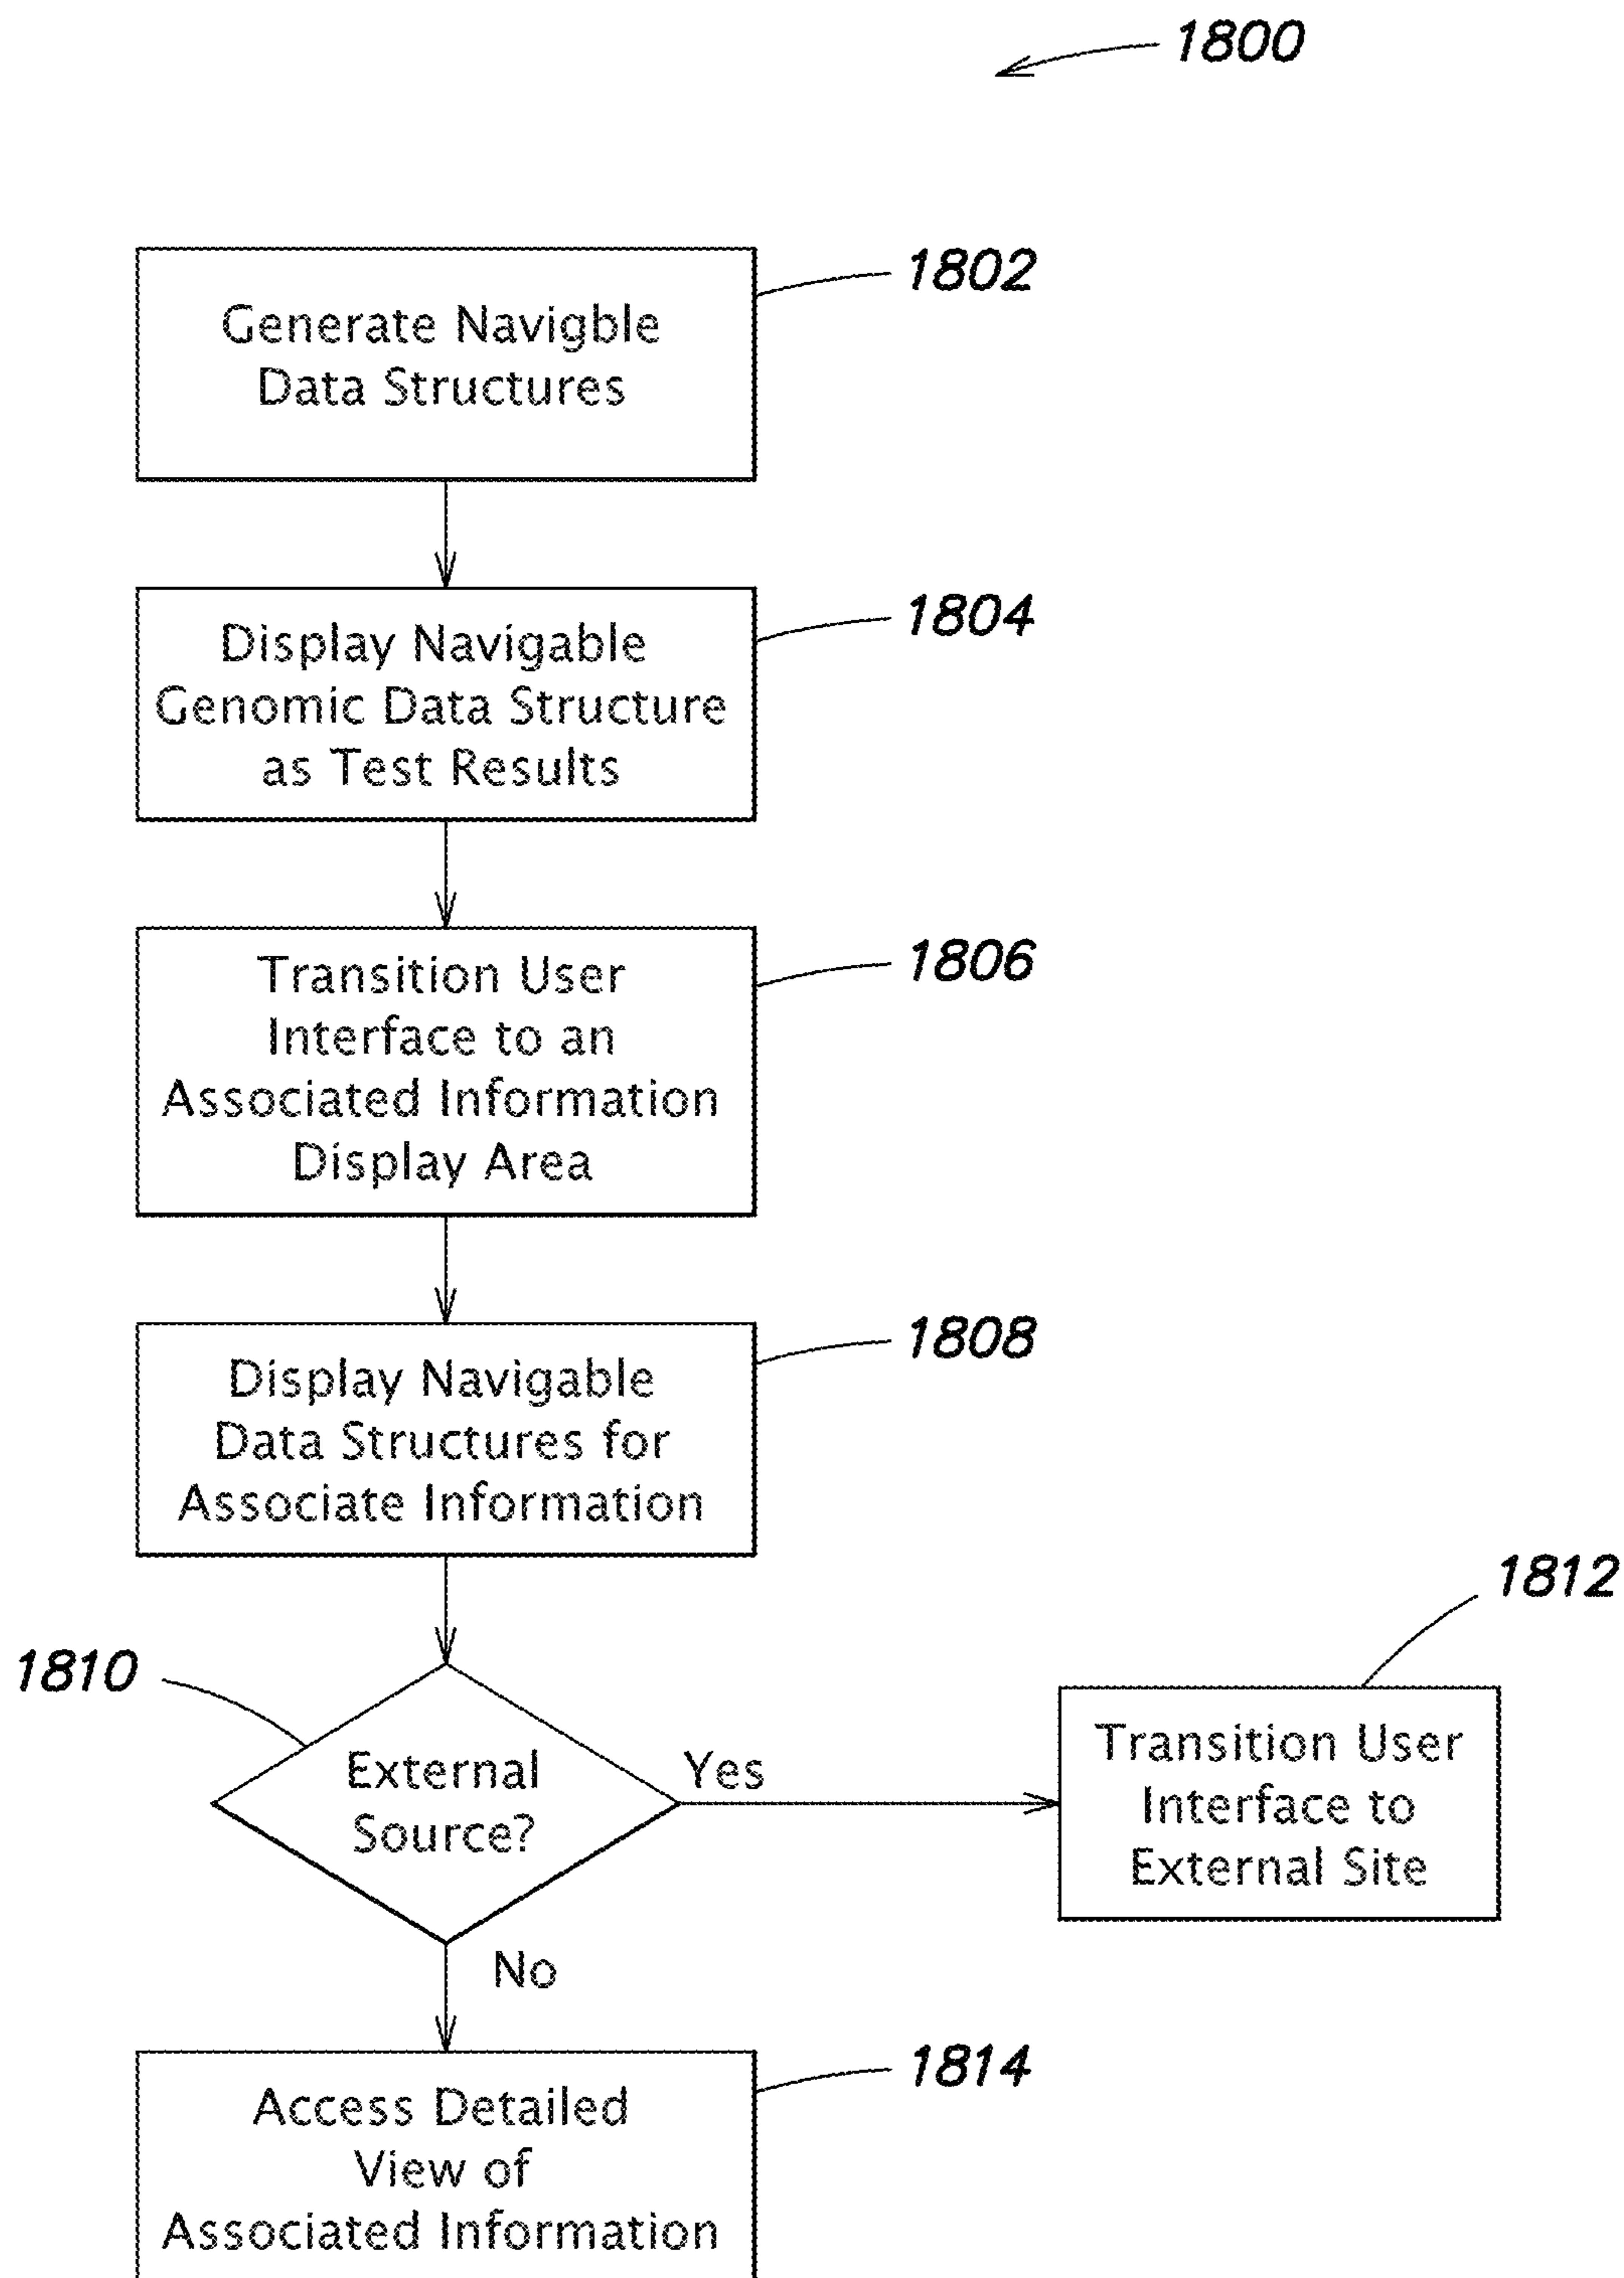 1800
1802
Generate Navigble
Data Structures
1804
Display Navigable
Genomic Data Structure
as Test Results
1806
Transition User
Interface to an
Associated Information
Display Area
1808
Display Navigable
Data Structures for
Associate Information
1810
External
Source?
Yes
1812
Transition User
Interface to
External Site
No
1814
Access Detailed
View of
Associated Information